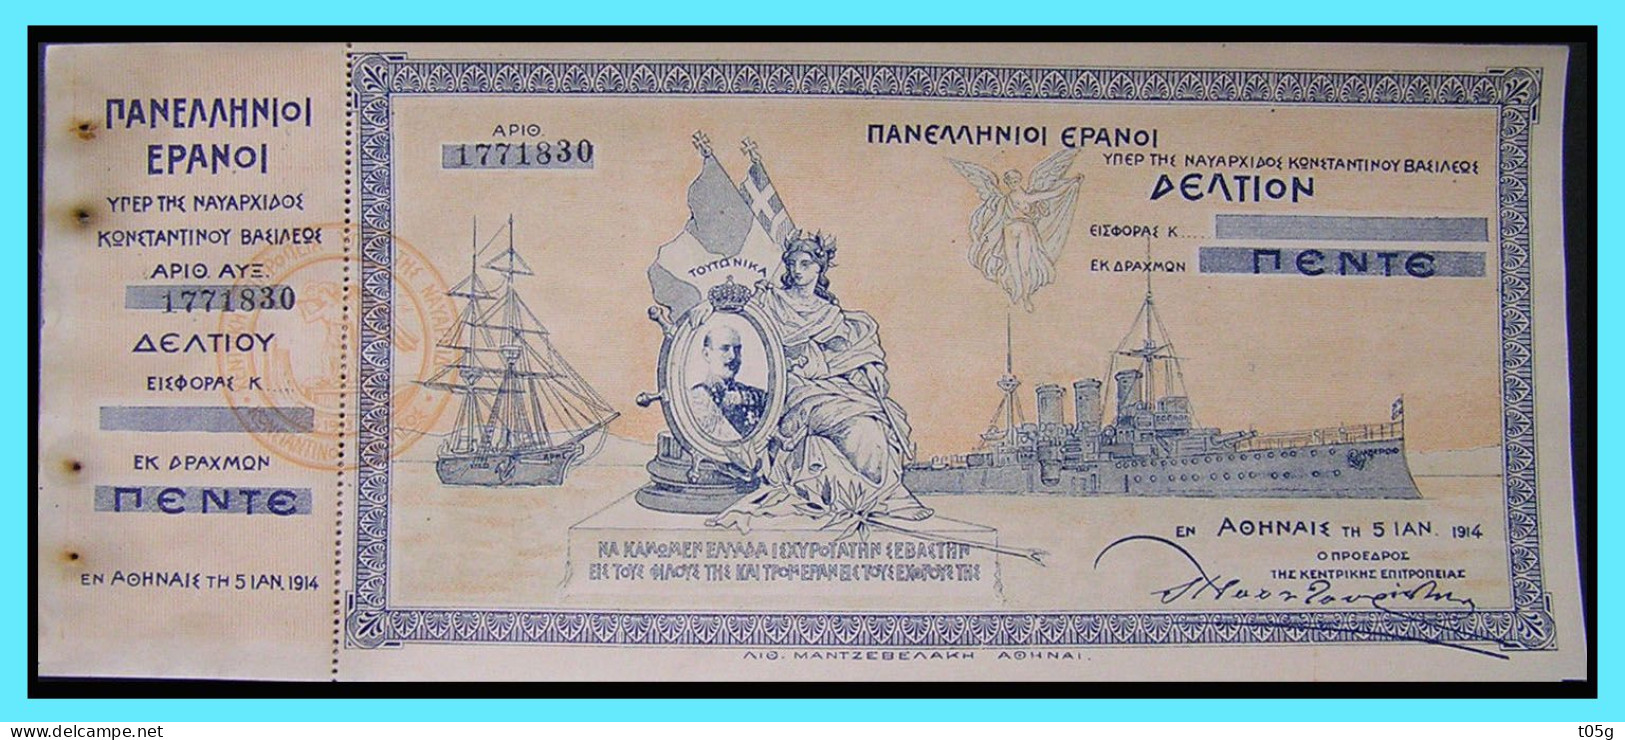 ΠΑΝΕΛΛΗΝΙΟΙ
ΕΡΑΝΟΙ
ΥΠΕΡ ΤΗΣ ΝΑΥΑΡΧΙΔΟΣ
ΚΩΝΣΤΑΝΤΙΝΟΥ ΒΑΣΙΛΕΩΣ
ΑΡΙΘ. ΑΥΞ.
1771830
ΔΕΛΤΙΟΥ
ΕΙΣΦΟΡΑΣ Κ....
ΕΚ ΔΡΑΧΜΩΝ
ΠΕΝΤΕ
ΕΝ ΑΘΗΝΑΙΣ ΤΗ 5 ΙΑΝ. 1914
ΑΡΙΘ.
1771830
ΠΑΝΕΛΛΗΝΙΟΙ ΕΡΑΝΟΙ
ΥΠΕΡ ΤΗΣ ΝΑΥΑΡΧΙΔΟΣ ΚΩΝΣΤΑΝΤΙΝΟΥ ΒΑΣΙΛΕΩΣ
ΔΕΛΤΙΟΝ
ΕΙΣΦΟΡΑΣ Κ....
ΕΚ ΔΡΑΧΜΩΝ ΠΕΝΤΕ
ΤΟΥΤΩ ΝΙΚΑ
ΝΑ ΚΑΝΩΜΕΝ ΕΛΛΑΔΑ ΙΣΧΥΡΟΤΑΤΗΝ ΣΕΒΑΣΤΗΝ
ΕΙΣ ΤΟΥΣ ΦΙΛΟΥΣ ΤΗΣ ΚΑΙ ΤΡΟΜΕΡΑΝ ΕΙΣ ΤΟΥΣ ΕΧΘΡΟΥΣ ΤΗΣ
ΕΝ ΑΘΗΝΑΙΣ ΤΗ 5 ΙΑΝ. 1914
Ο ΠΡΟΕΔΡΟΣ
ΤΗΣ ΚΕΝΤΡΙΚΗΣ ΕΠΙΤΡΟΠΕΙΑΣ
ΛΙΘ. ΜΑΝΤΖΕΒΕΛΑΚΗ ΑΘΗΝΑΙ.
www.delcampe.net
t05g